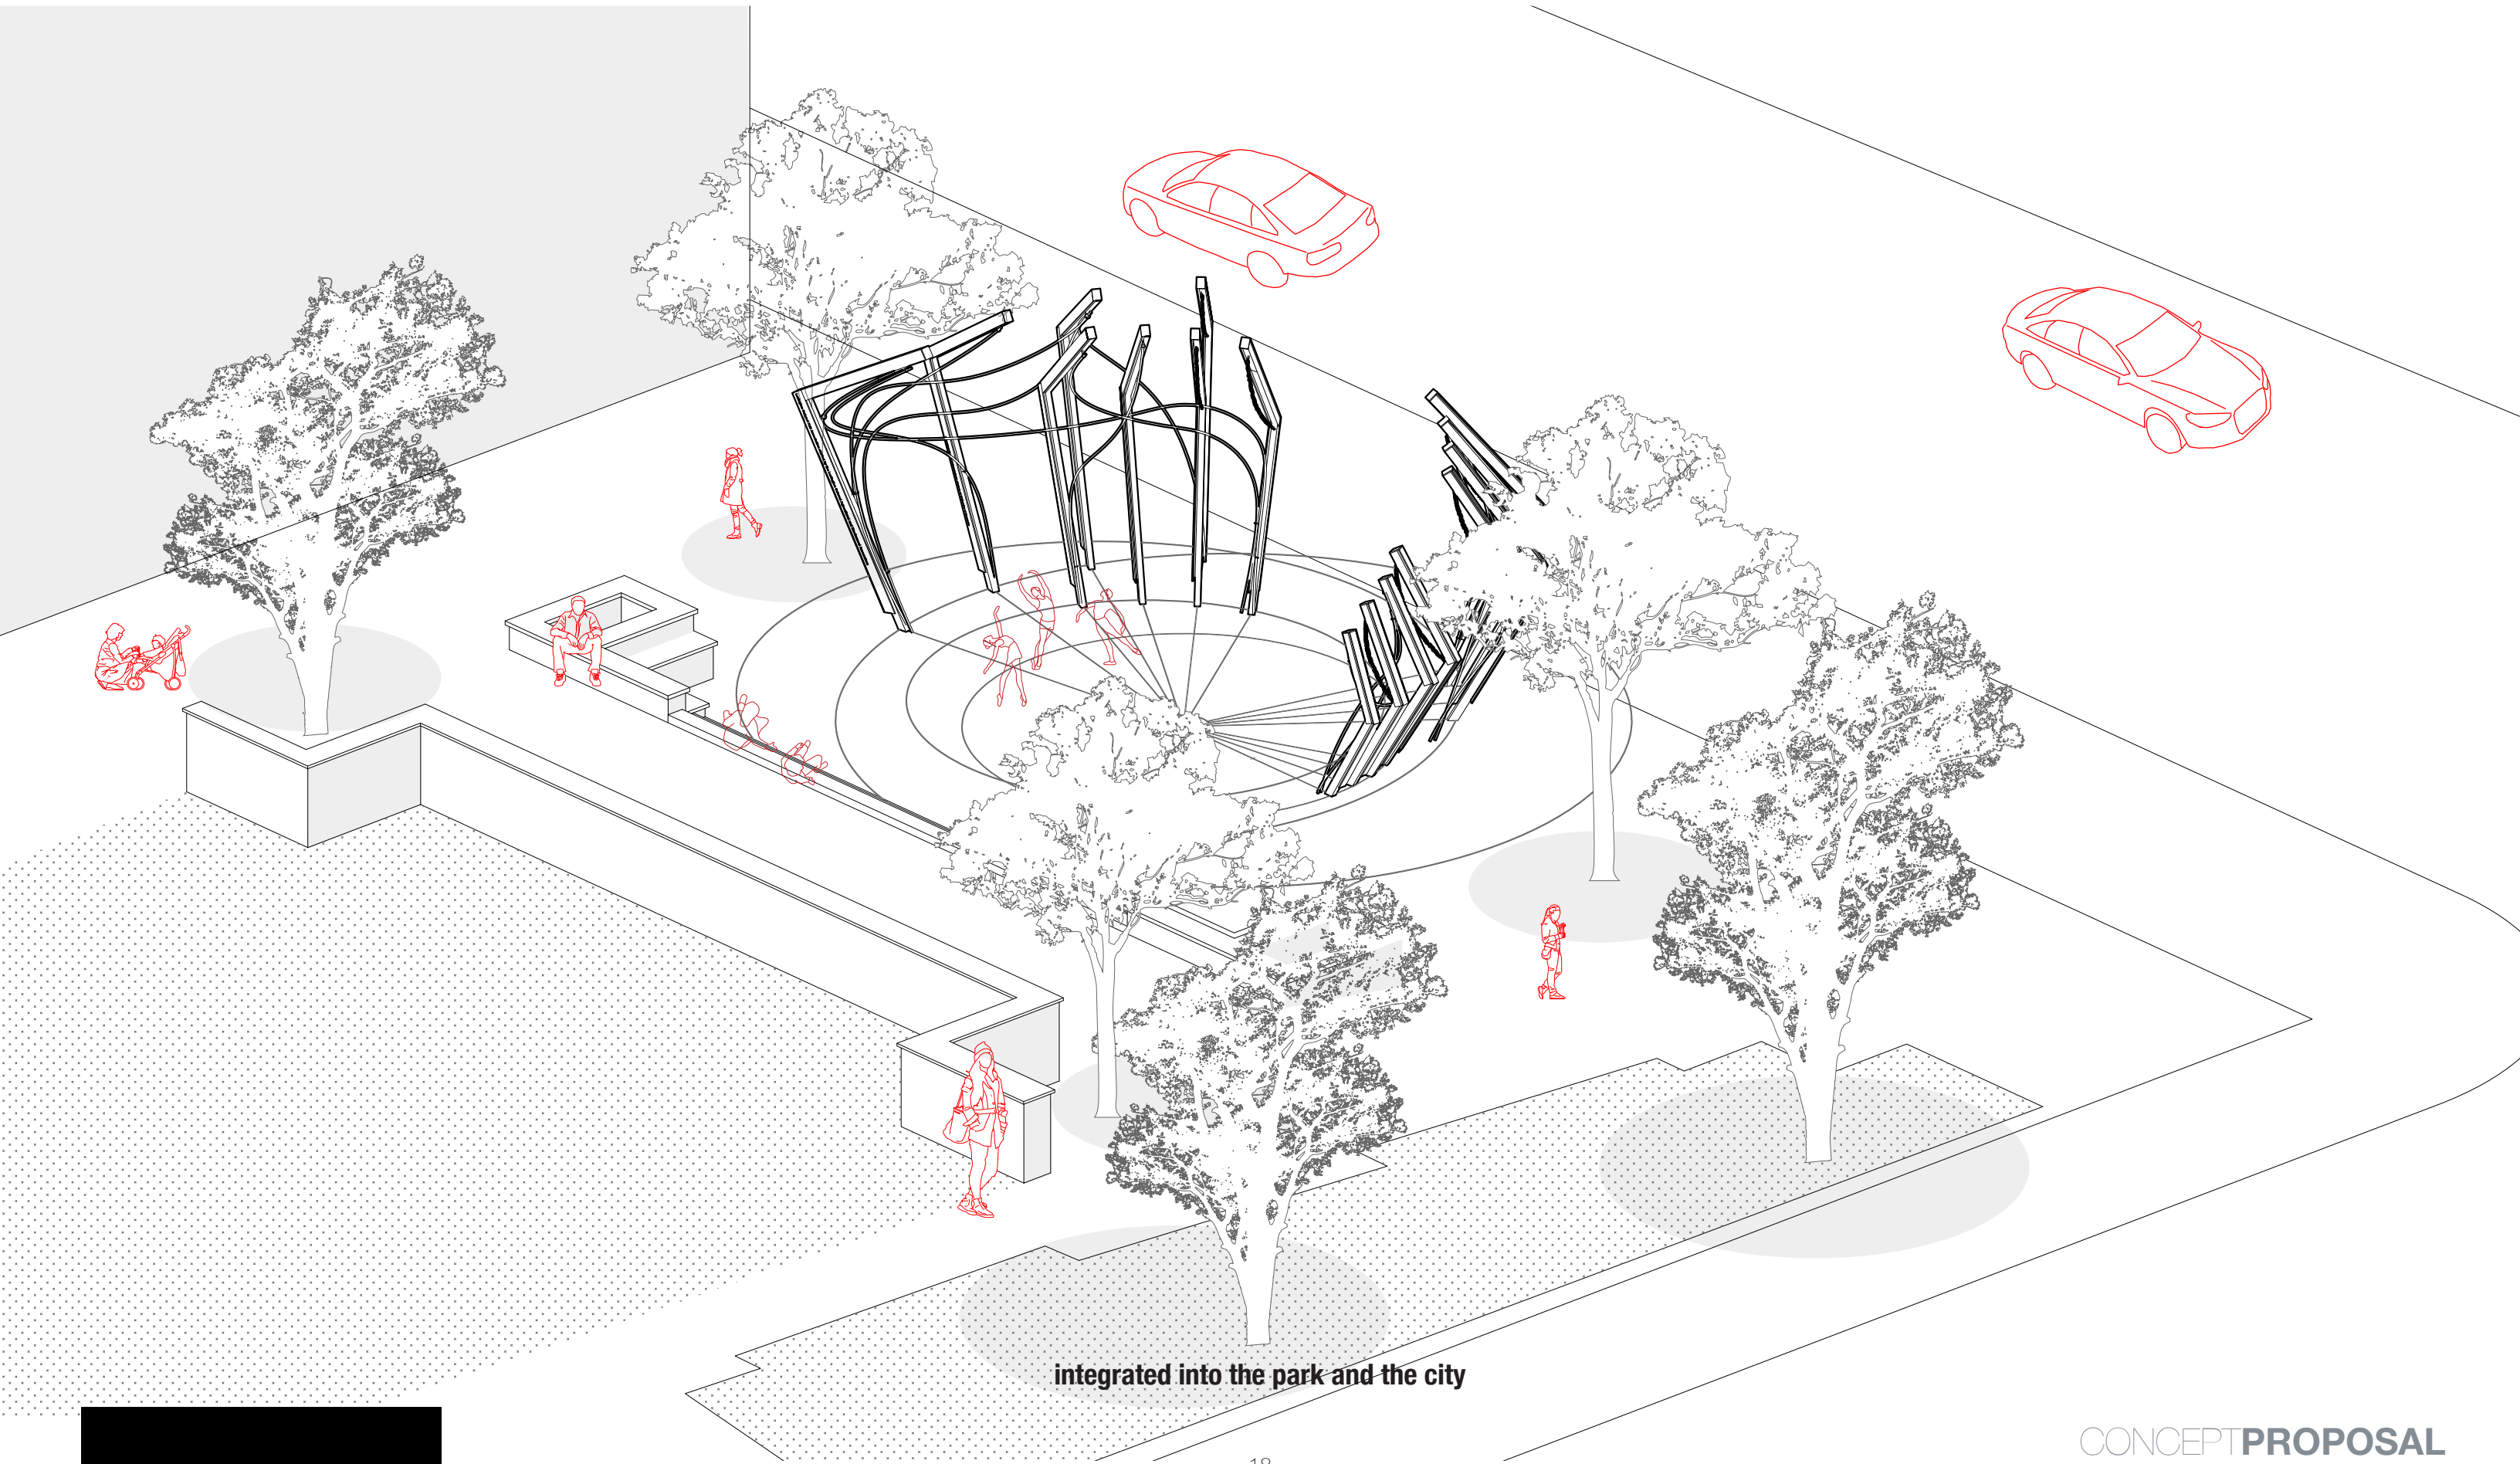 integrated into the park and the city
CONCEPTPROPOSAL